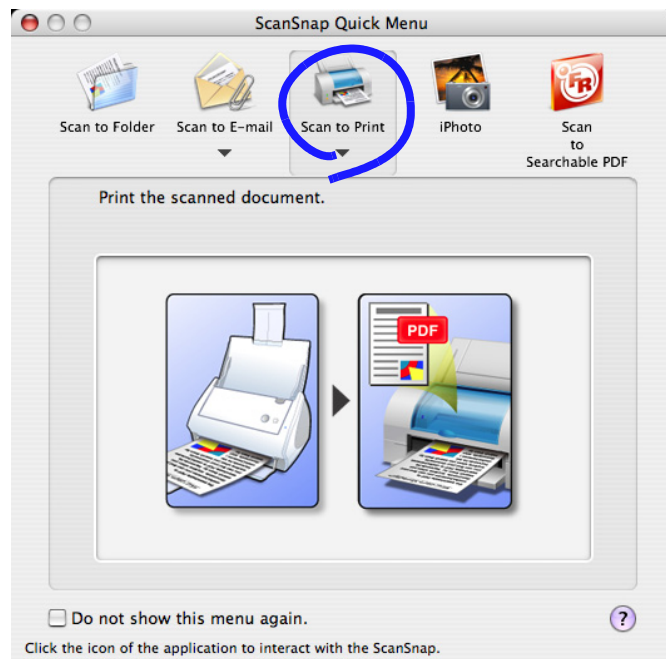 ScanSnap Quick Menu
Scan to Folder
Scan to E-mail
Scan to Print
iPhoto
Scan
to
Searchable PDF
Print the scanned document.
PDF
Do not show this menu again.
?
Click the icon of the application to interact with the ScanSnap.